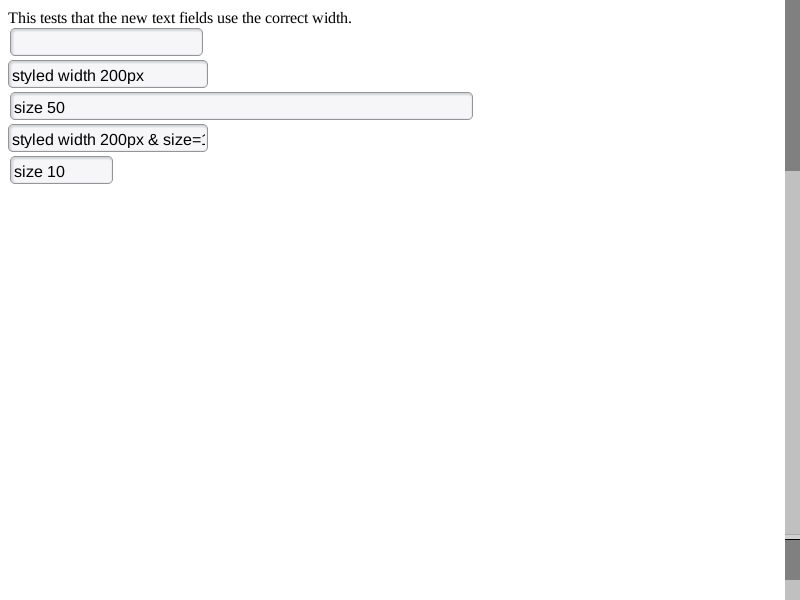 This tests that the new text fields use the correct width.
styled width 200px
size 50
styled width 200px & size=
size 10